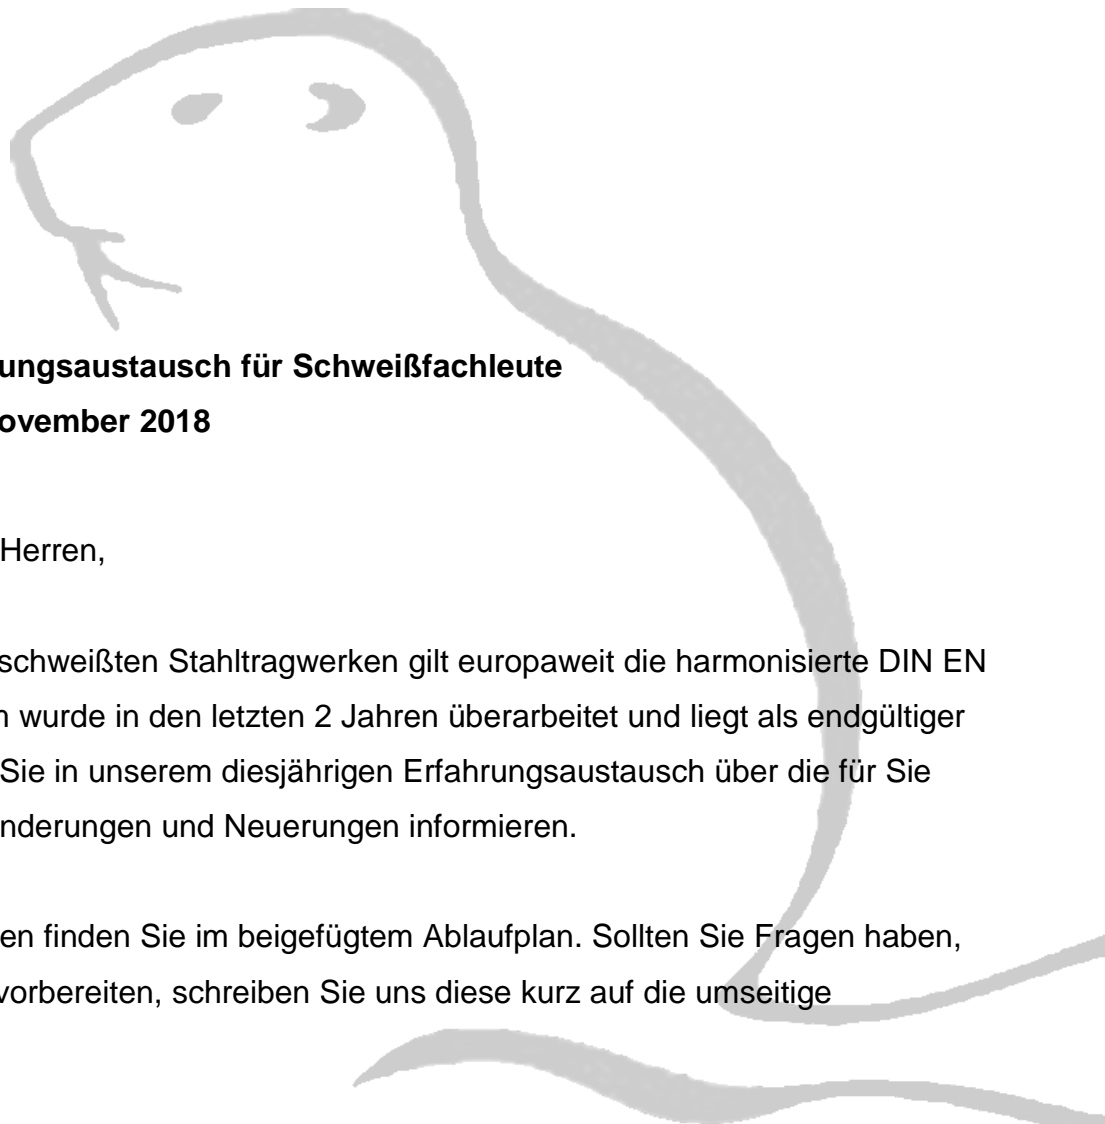 ungsaustausch für Schweißfachleute
ovember 2018
Herren,
schweißten Stahltragwerken gilt europaweit die harmonisierte DIN EN
n wurde in den letzten 2 Jahren überarbeitet und liegt als endgültiger
Sie in unserem diesjährigen Erfahrungsaustausch über die für Sie
nderungen und Neuerungen informieren.
en finden Sie im beigefügtem Ablaufplan. Sollten Sie Fragen haben,
vorbereiten, schreiben Sie uns diese kurz auf die umseitige